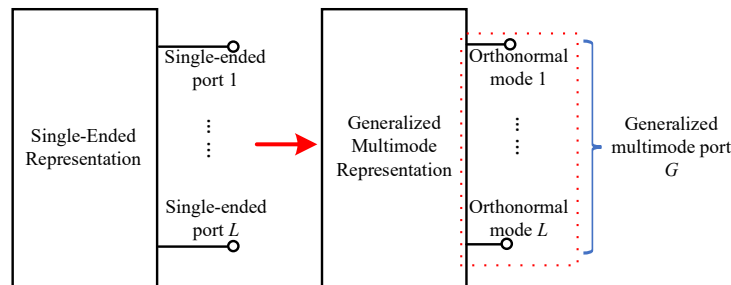 Single-Ended
Representation
Single-ended
port 1
Single-ended
port L
Generalized
Multimode
Representation
Orthonormal
mode 1
Orthonormal
mode L
Generalized
multimode port
G